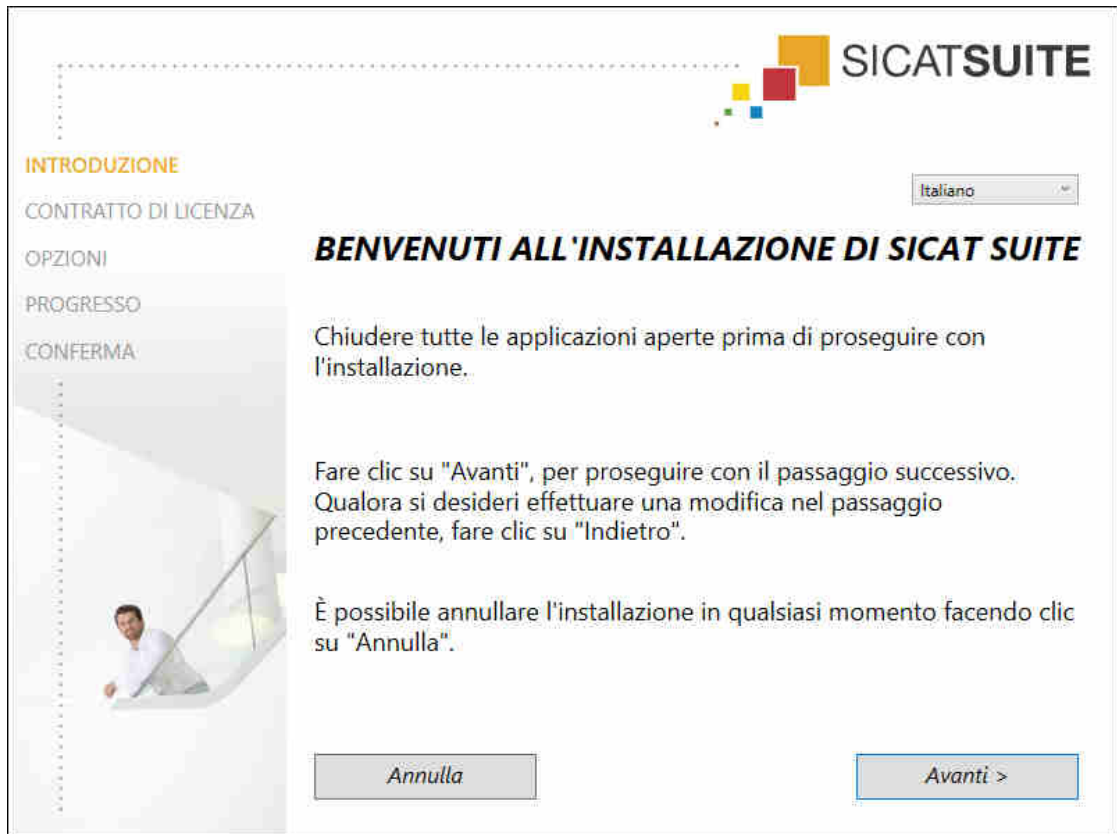 SICATSUITE
INTRODUZIONE
CONTRATTO DI LICENZA
OPZIONI
PROGRESSO
CONFERMA
Italiano
BENVENUTI ALL'INSTALLAZIONE DI SICAT SUITE
Chiudere tutte le applicazioni aperte prima di proseguire con
l'installazione.
Fare clic su "Avanti", per proseguire con il passaggio successivo.
Qualora si desideri effettuare una modifica nel passaggio
precedente, fare clic su "Indietro".
È possibile annullare l'installazione in qualsiasi momento facendo clic
su "Annulla".
Annulla
Avanti >